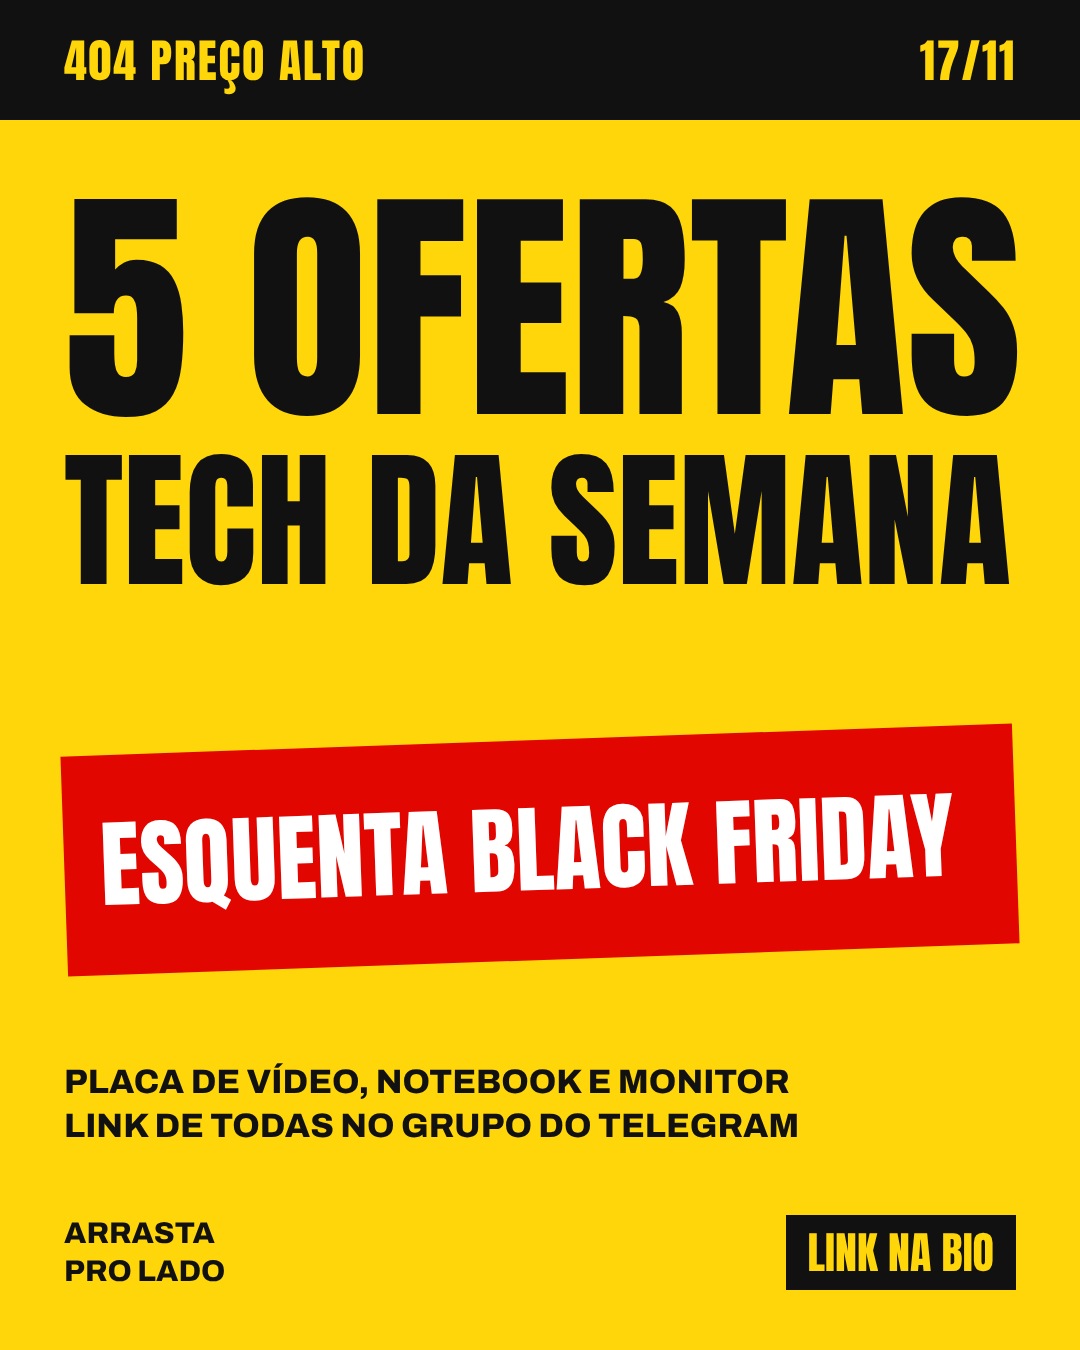 404 PREÇO ALTO
17/11
5 OFERTAS
TECH DA SEMANA
ESQUENTA BLACK FRIDAY
PLACA DE VÍDEO, NOTEBOOK E MONITOR
LINK DE TODAS NO GRUPO DO TELEGRAM
ARRASTA
PRO LADO
LINK NA BIO